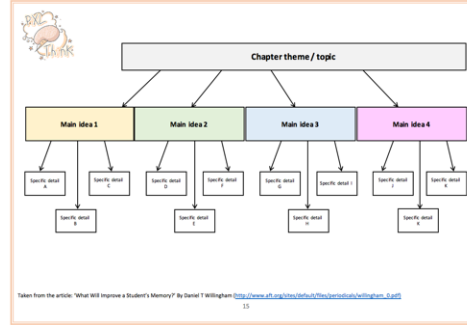 Think
Chapter theme / topic
Main idea 1
Main idea 2
Main idea 3
Main idea 4
Specific detail
A
Specific detail
C
Specific detail
D
Specific detail
F
Specific detail
G
Specific detail I
Specific detail
J
Specific detail
K
Specific detail
B
Specific detail
E
Specific detail
H
Specific detail
K
Taken from the article: 'What Will Improve a Student's Memory?' By Daniel T Willingham (http://www.aft.org/sites/default/files/periodicals/willingham_0.pdf)
15